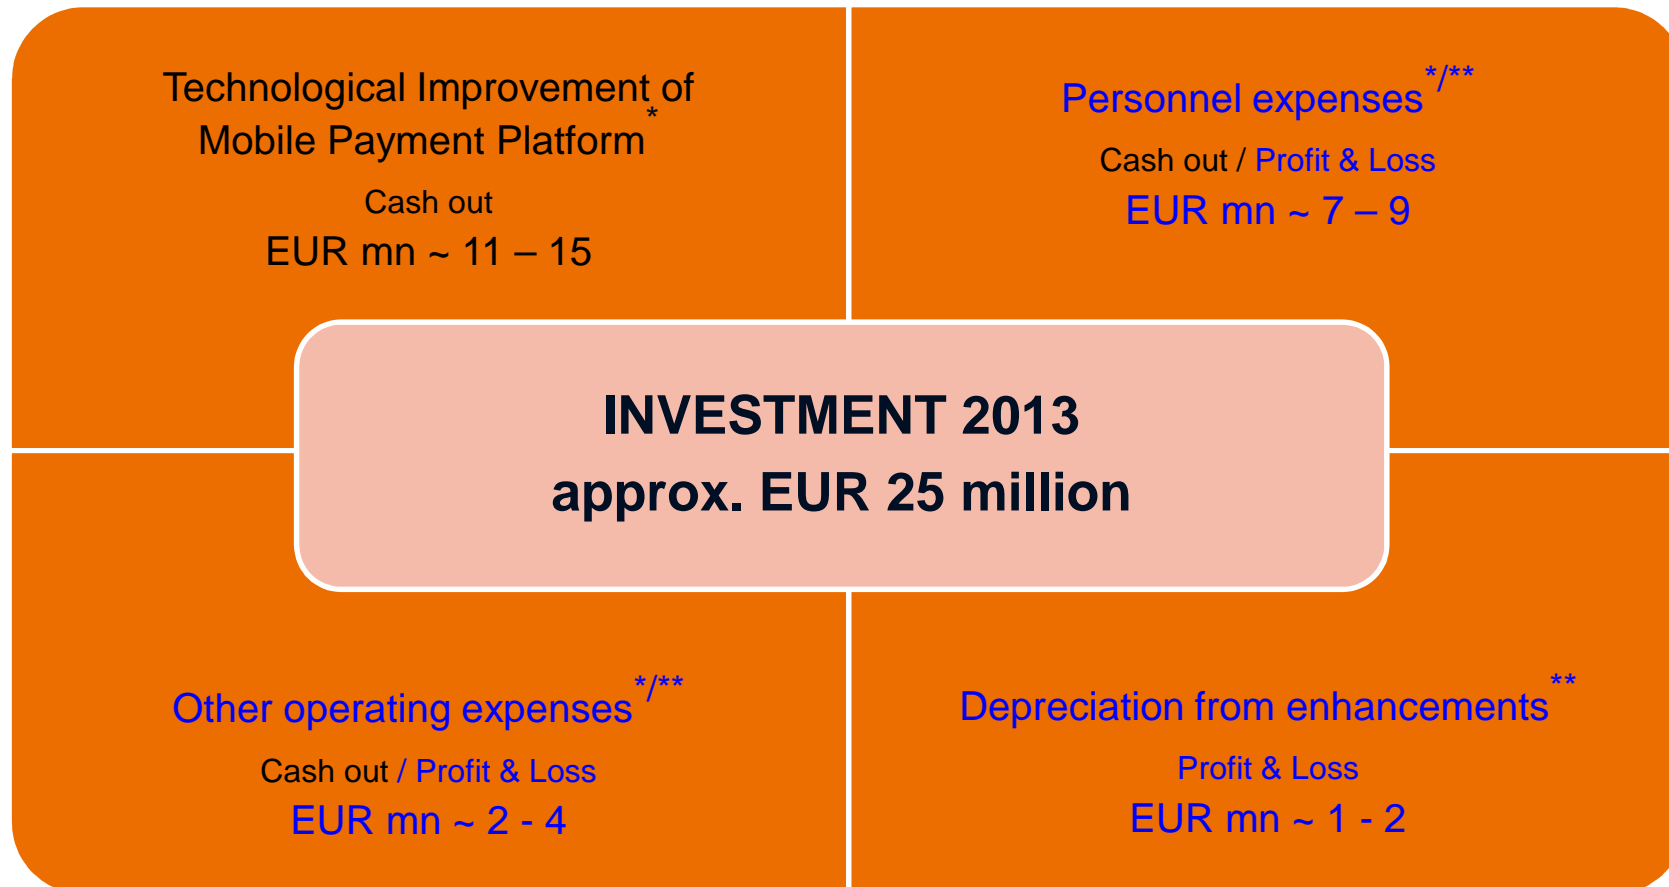 Technological Improvement of
Mobile Payment Platform*
Cash out
EUR mn ~ 11 – 15
Personnel expenses*/**
Cash out / Profit & Loss
EUR mn ~ 7 – 9
INVESTMENT 2013
approx. EUR 25 million
Other operating expenses*/**
Cash out / Profit & Loss
EUR mn ~ 2 - 4
Depreciation from enhancements**
Profit & Loss
EUR mn ~ 1 - 2